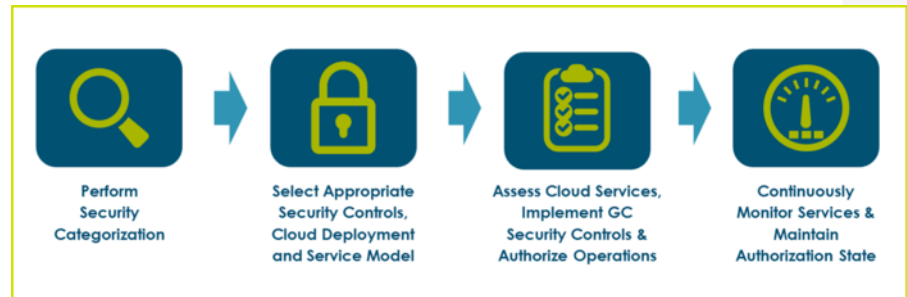 Perform
Security
Categorization
Select Appropriate
Security Controls,
Cloud Deployment
and Service Model
Assess Cloud Services,
Implement GC
Security Controls &
Authorize Operations
Continuously
Monitor Services &
Maintain
Authorization State